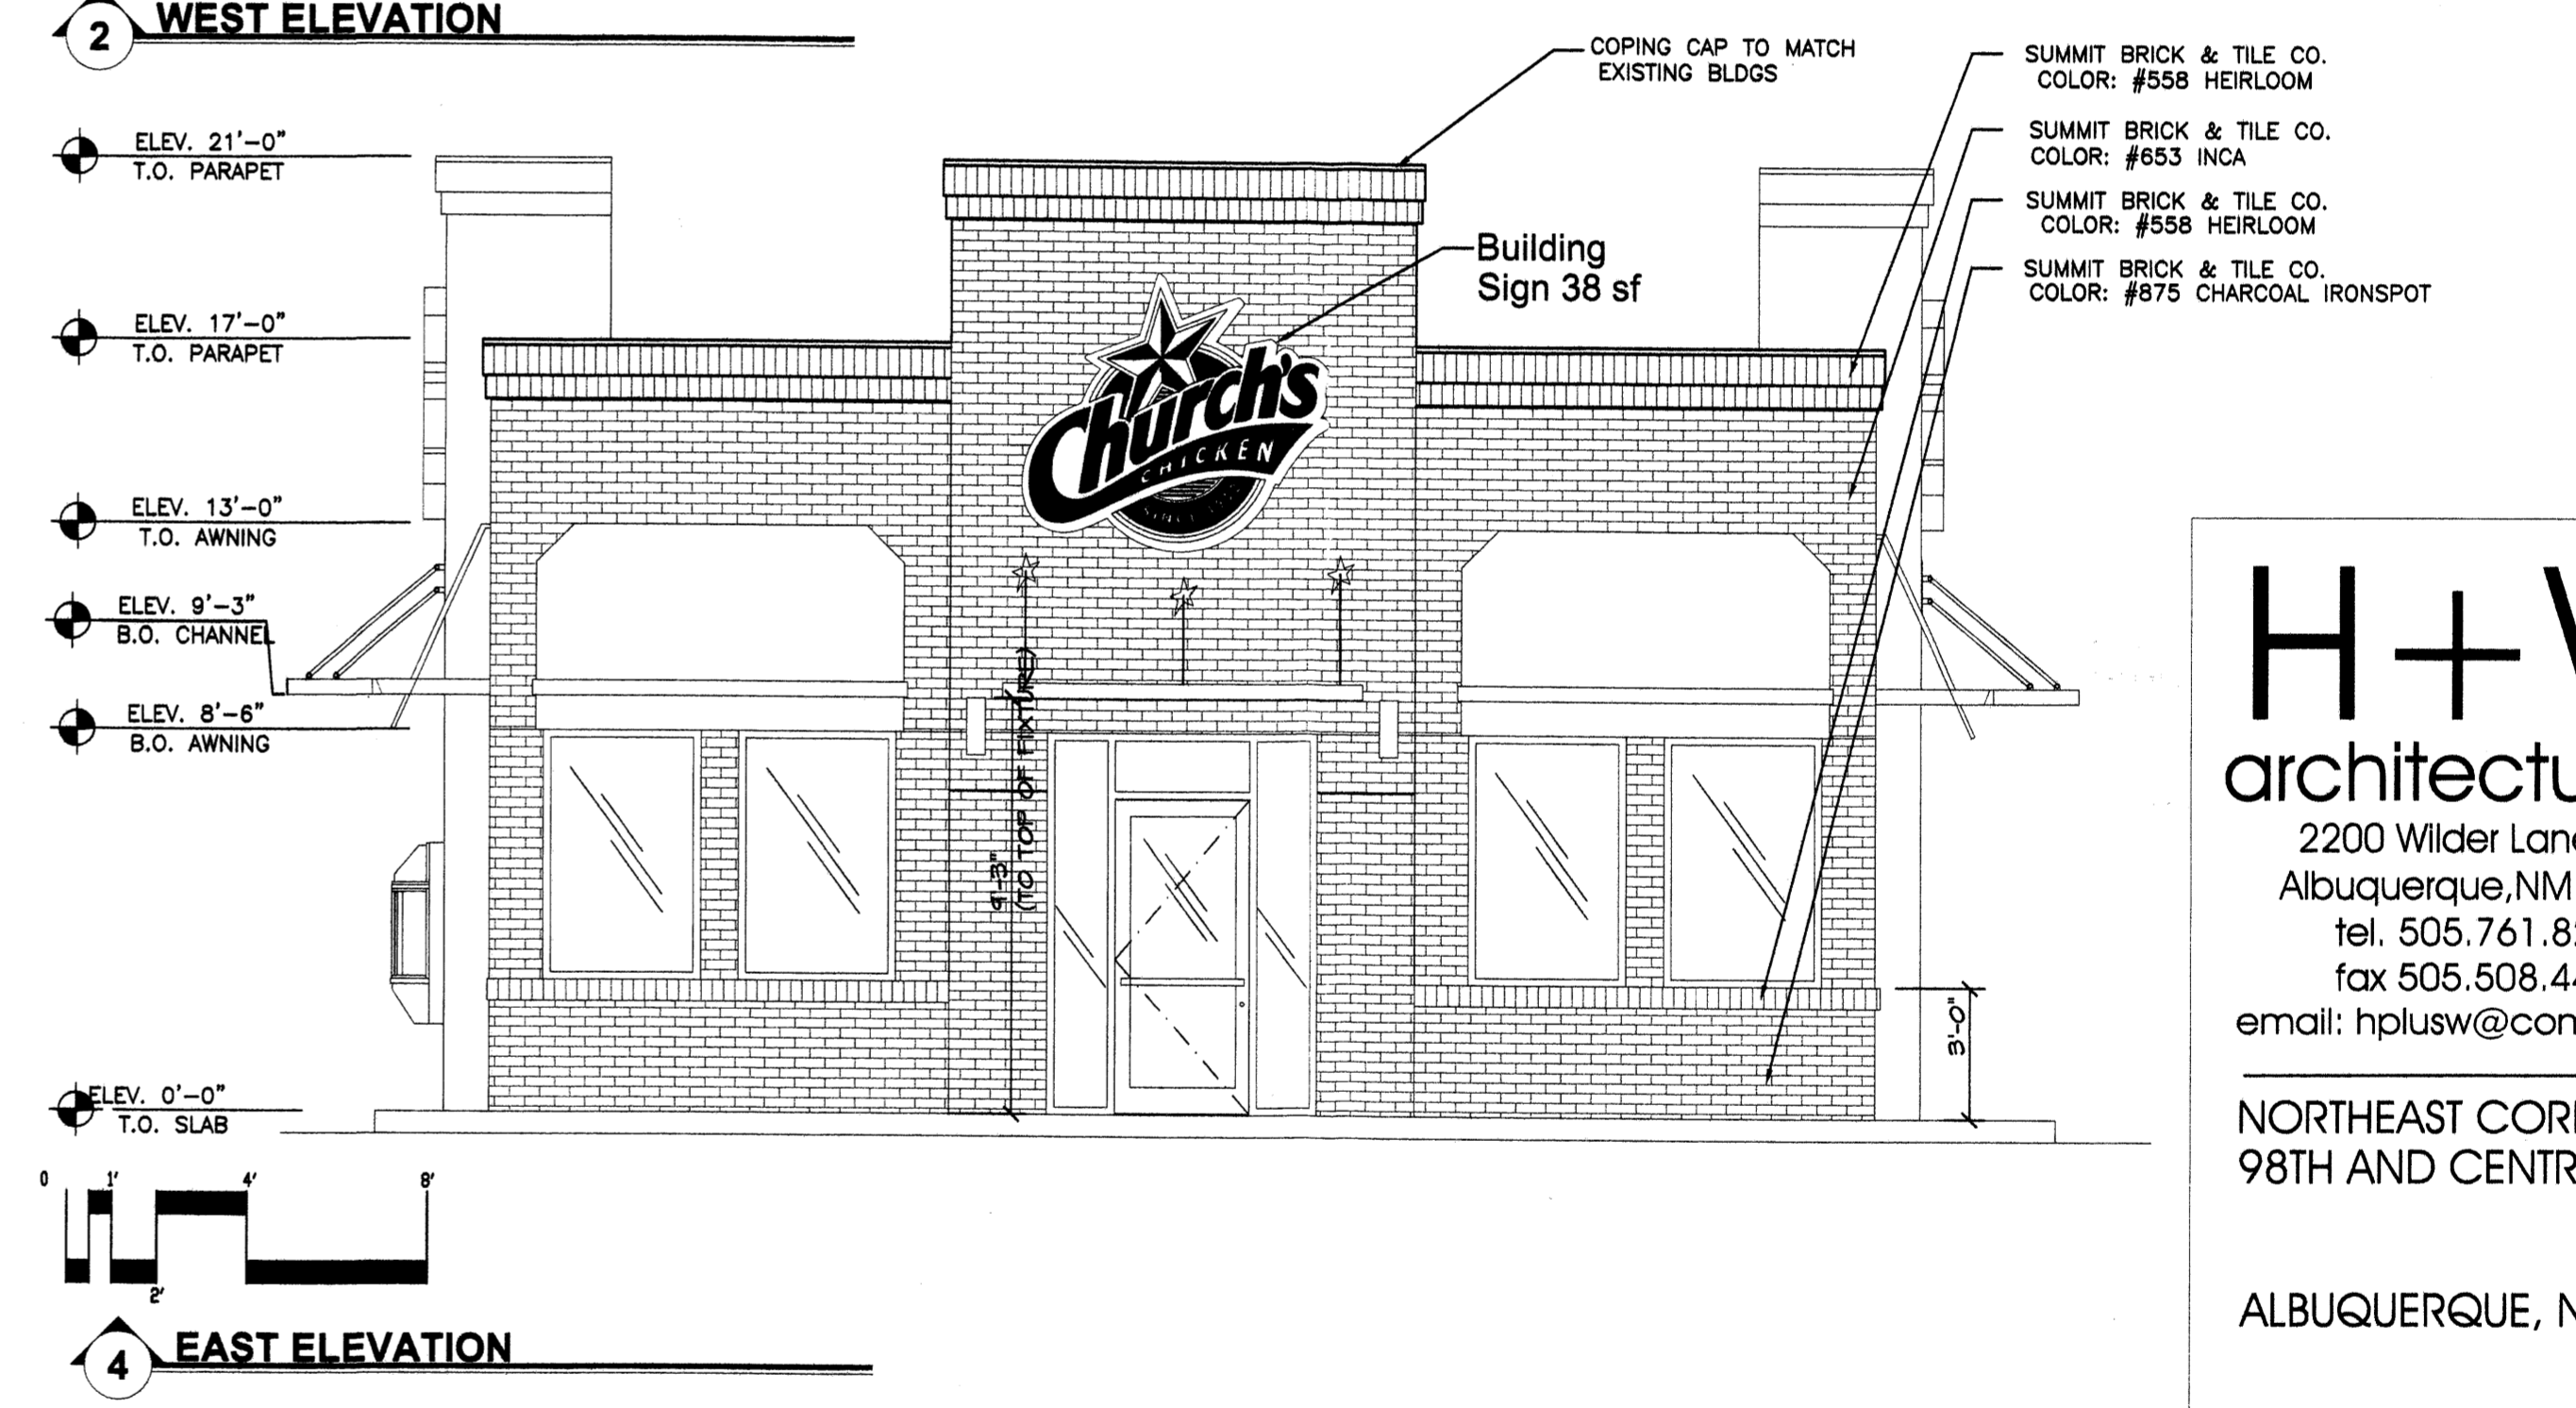 2 WEST ELEVATION
COPING CAP TO MATCH
EXISTING BLDGS
SUMMIT BRICK & TILE CO.
COLOR: #558 HEIRLOOM
SUMMIT BRICK & TILE CO.
COLOR: #653 INCA
SUMMIT BRICK & TILE CO.
COLOR: #558 HEIRLOOM
SUMMIT BRICK & TILE CO.
COLOR: #875 CHARCOAL IRONSPOT
ELEV. 21'-0"
T.O. PARAPET
Building
Sign 38 sf
ELEV. 17'-0"
T.O. PARAPET
Church's
CHICKEN
SINCE
ELEV. 13'-0"
T.O. AWNING
ELEV. 9'-3"
B.O. CHANNEL
ELEV. 8'-6"
B.O. AWNING
9'-3"
(TO TOP OF FIXTURE)
3'-0"
ELEV. 0'-0"
T.O. SLAB
0 1' 4' 8'
2'
4 EAST ELEVATION
H+
architectu
2200 Wilder Lan
Albuquerque,NM
tel. 505.761.8
fax 505.508.4
email: hplusw@co
NORTHEAST COR
98TH AND CENTR
ALBUQUERQUE, N